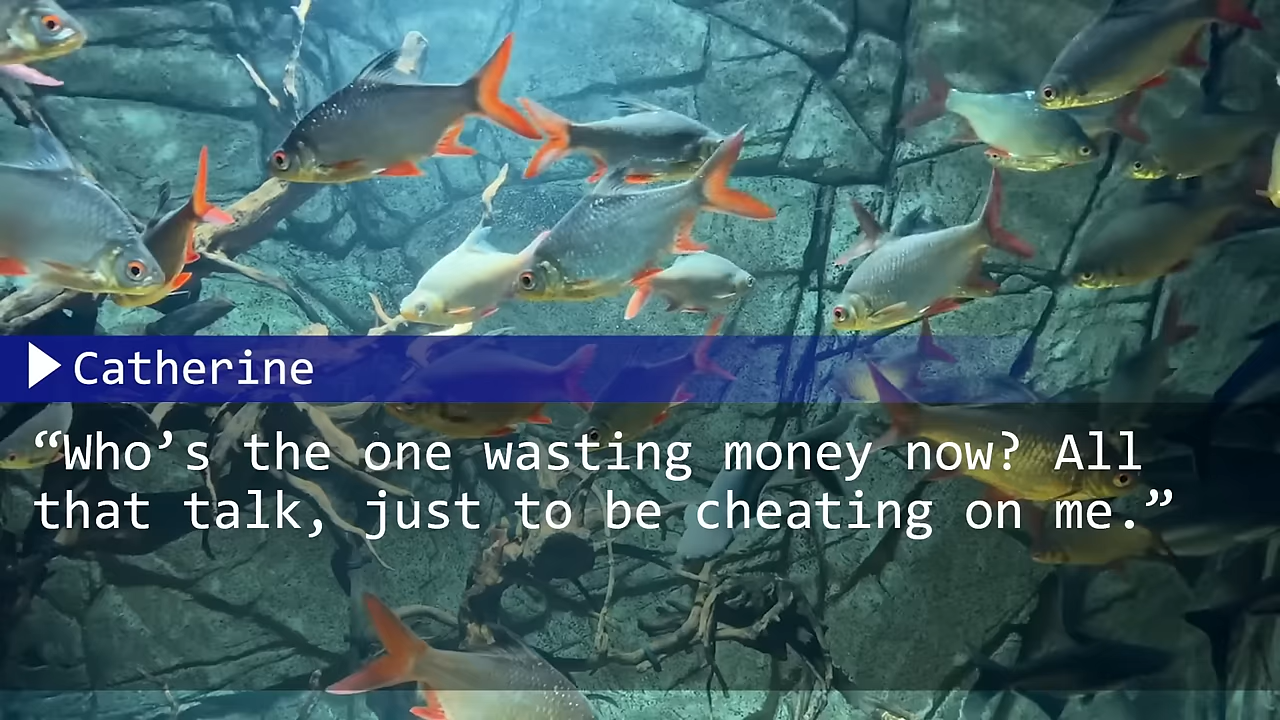 Catherine
“Who’s the one wasting money now? All
that talk, just to be cheating on me.”